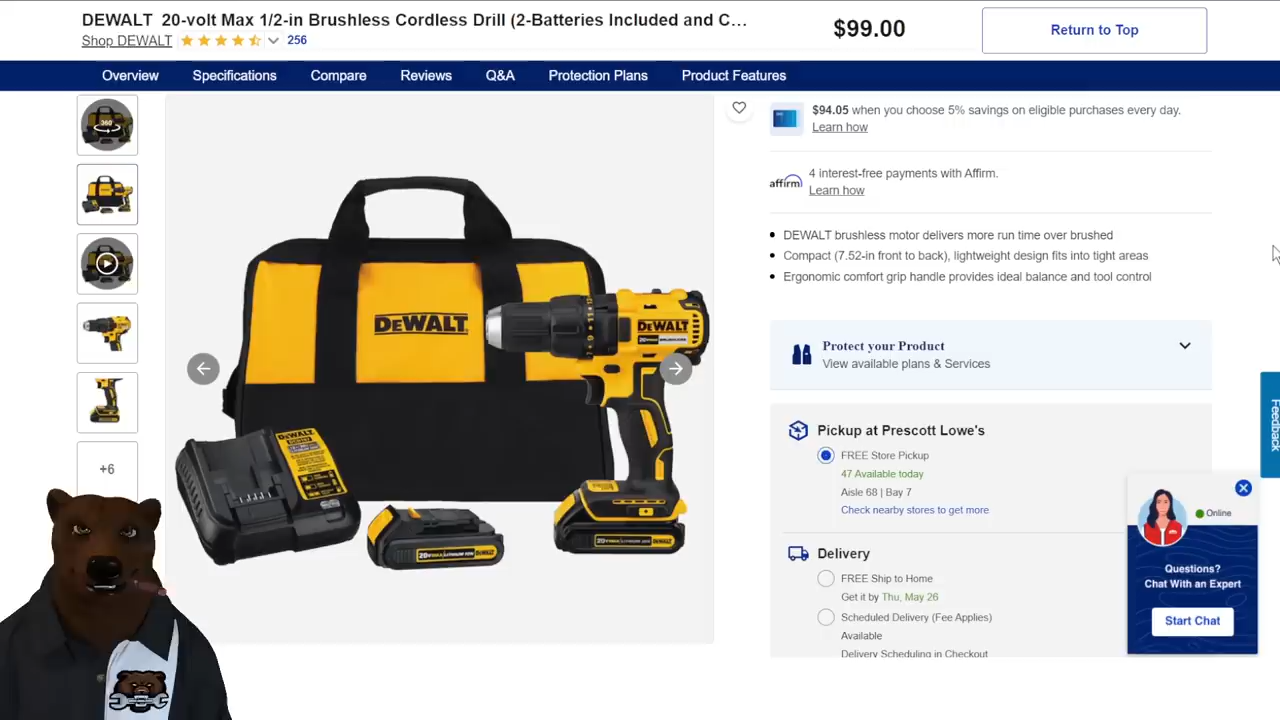 DEWALT 20-volt Max 1/2-in Brushless Cordless Drill (2-Batteries Included and C...
$99.00
Return to Top
Shop DEWALT
256
Overview
Specifications
Compare
Reviews
Q&A
Protection Plans
Product Features
360
$94.05 when you choose 5% savings on eligible purchases every day.
Learn how
affirm
4 interest-free payments with Affirm.
Learn how
DEWALT brushless motor delivers more run time over brushed
Compact (7.52-in front to back), lightweight design fits into tight areas
Ergonomic comfort grip handle provides ideal balance and tool control
DEWALT
DEWALT
DEWALT
Protect your Product
View available plans & Services
Pickup at Prescott Lowe's
FREE Store Pickup
47 Available today
Aisle 68 | Bay 7
Check nearby stores to get more
Feedback
+6
Delivery
FREE Ship to Home
Get it by Thu, May 26
Scheduled Delivery (Fee Applies)
Available
Delivery Scheduling in Checkout
Online
Questions?
Chat With an Expert
Start Chat